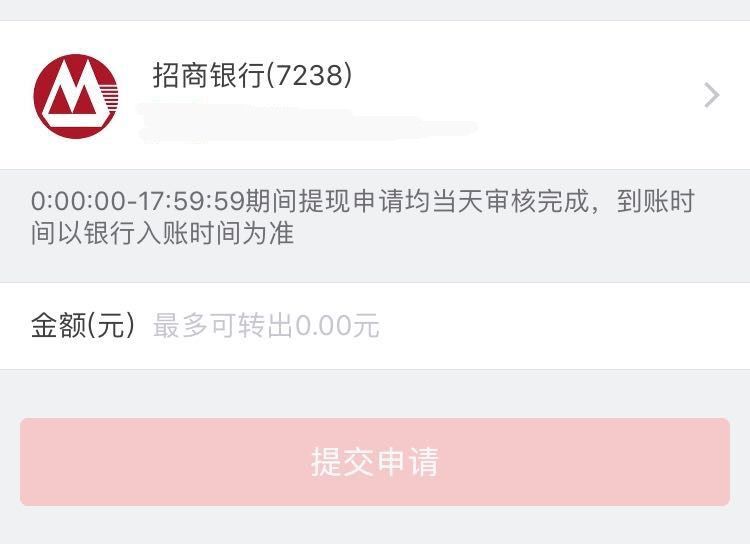 招商银行(7238)
0:00:00-17:59:59期间提现申请均当天审核完成，到账时
间以银行入账时间为准
金额(元) 最多可转出0.00元
提交申请